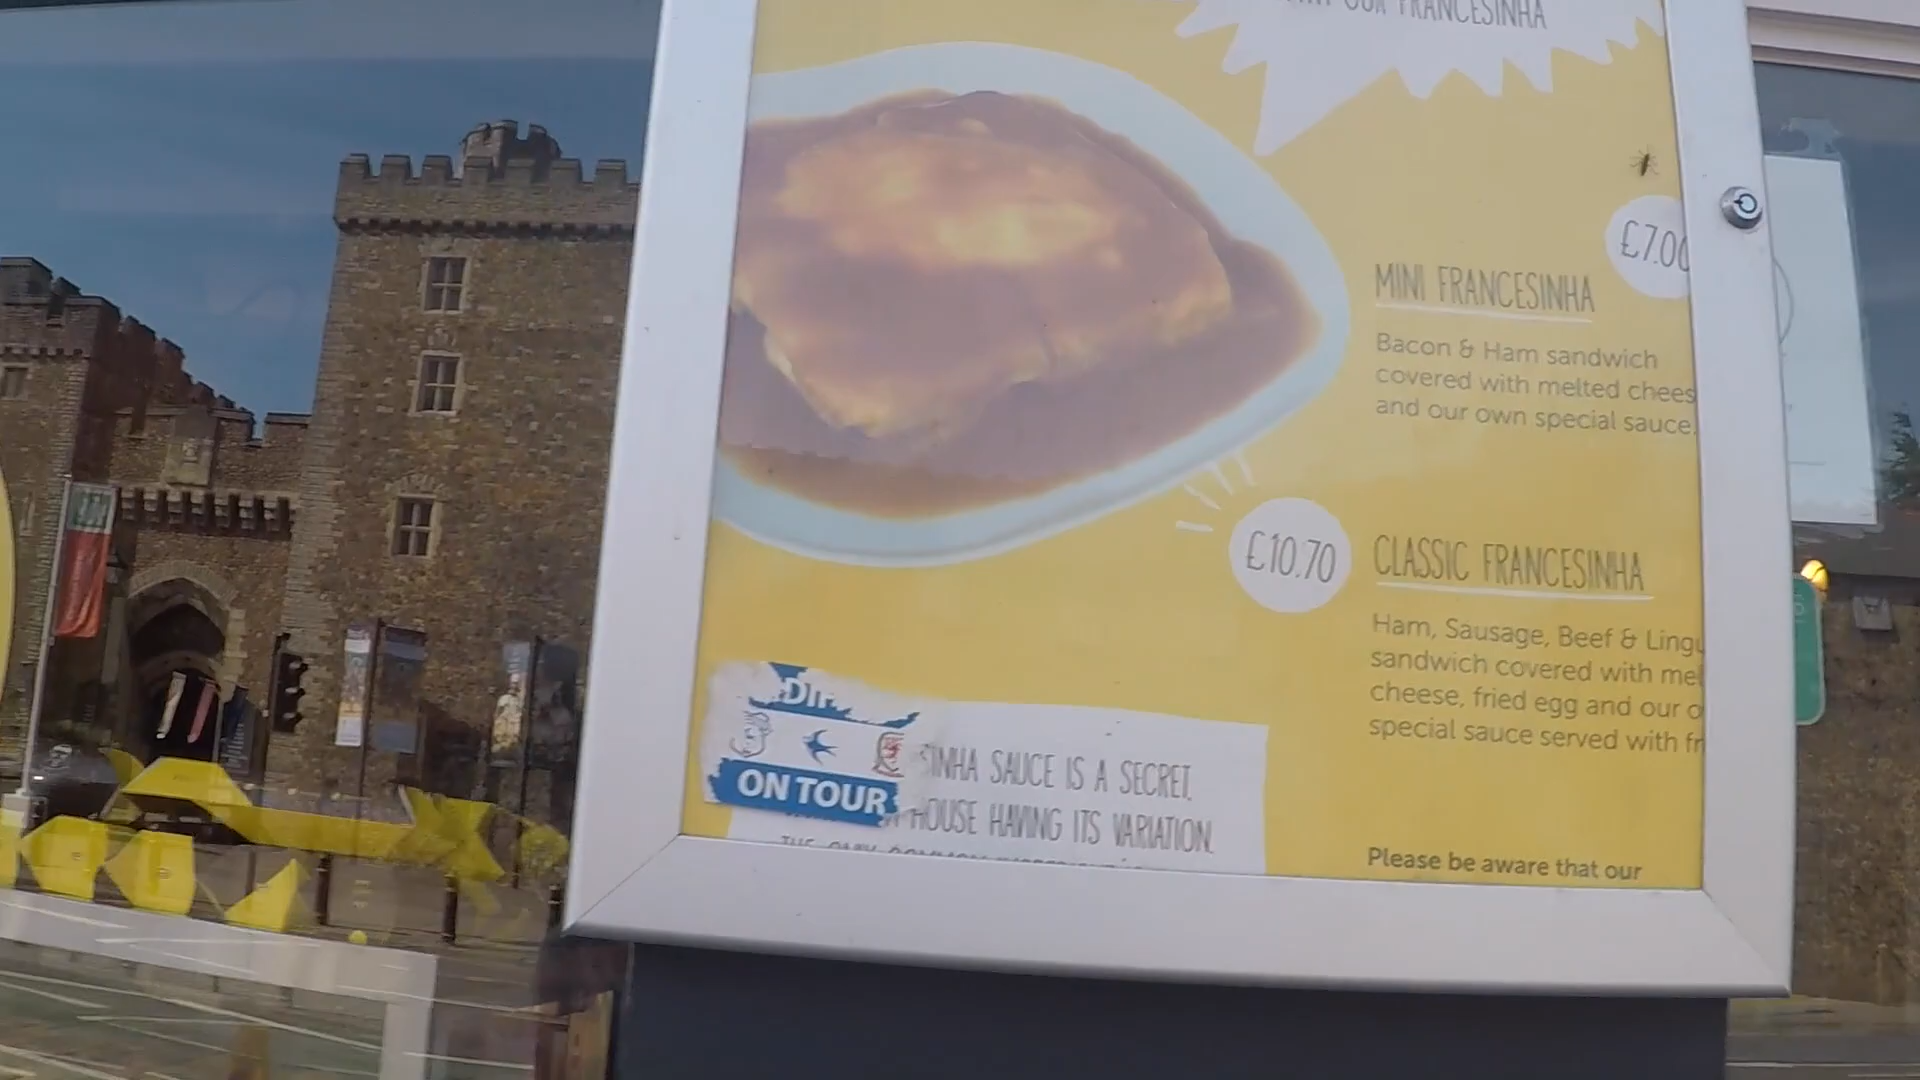 OUR FRANCESINHA
£7.00
MINI FRANCESINHA
Bacon & Ham sandwich
covered with melted chees
and our own special sauce.
£10.70
CLASSIC FRANCESINHA
Ham, Sausage, Beef & Lingu
sandwich covered with mel
cheese, fried egg and our o
special sauce served with fr
Please be aware that our
ON TOUR
SINHA SAUCE IS A SECRET,
HOUSE HAVING ITS VARIATION.